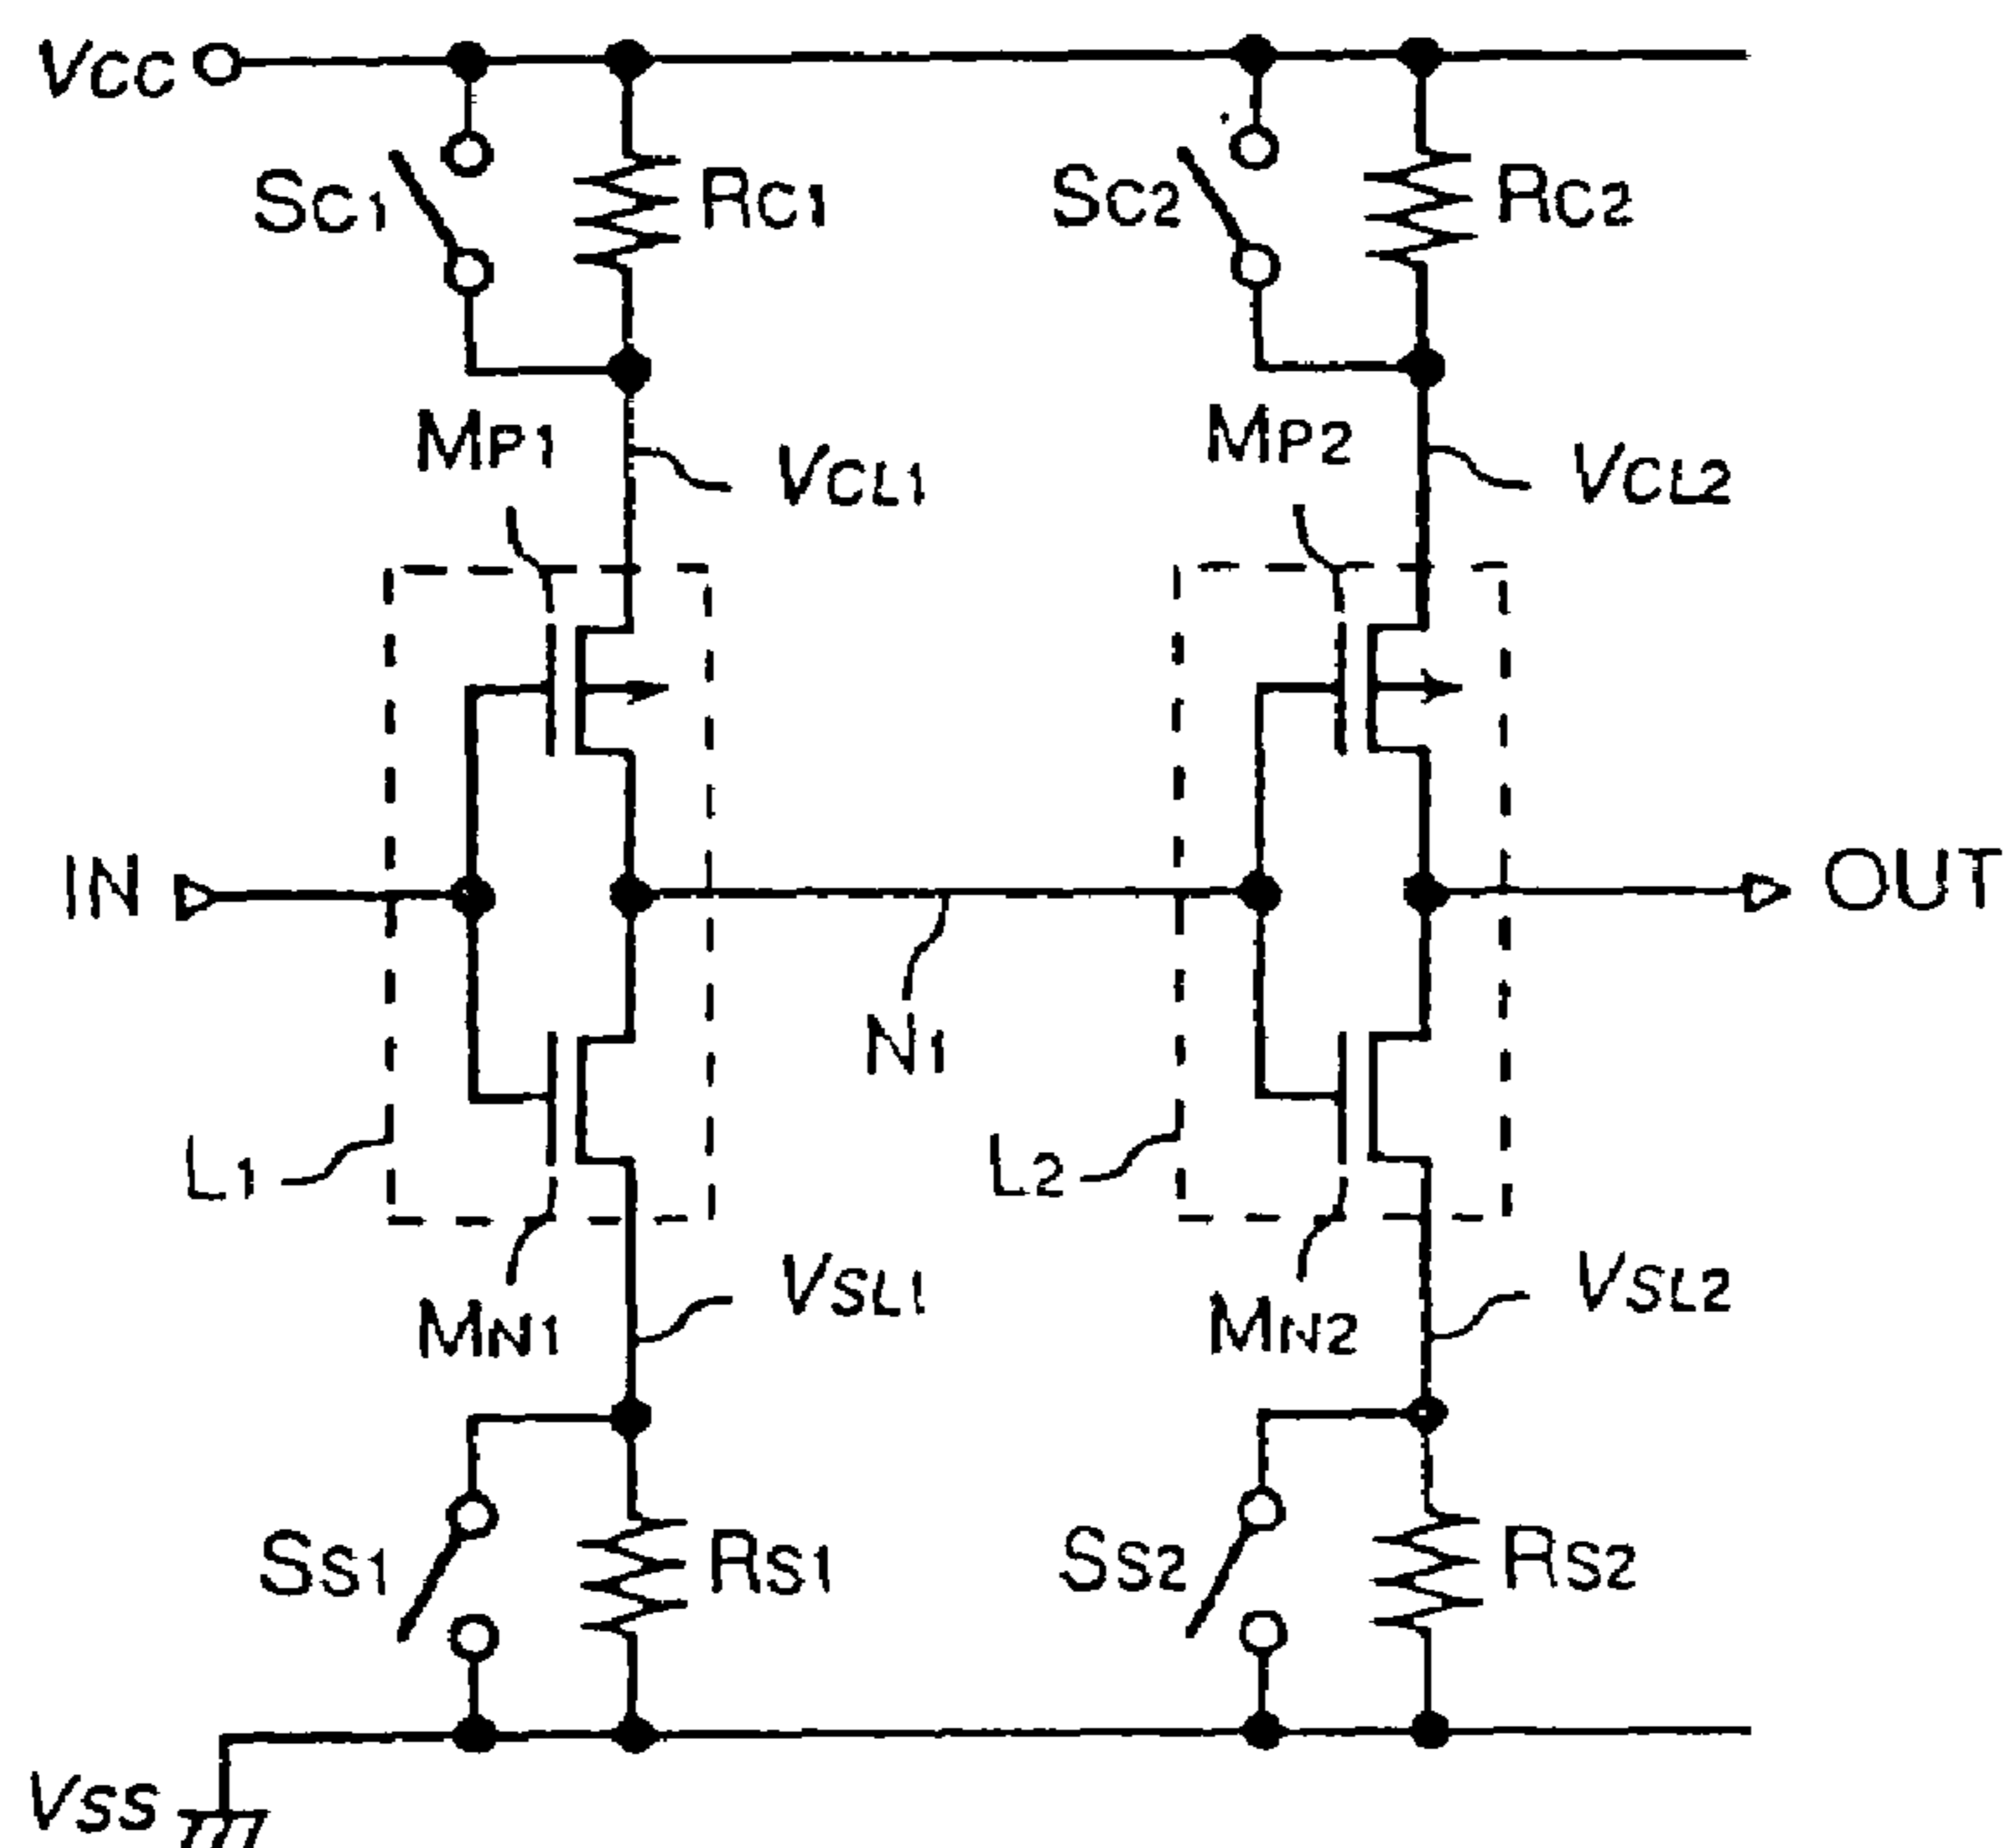 VCC
SC1
RC1
SC2
RC2
MP1
VCL1
MP2
VCL2
IN
OUT
N1
L1
L2
MN1
VSL1
MN2
VSL2
SS1
RS1
SS2
RS2
VSS